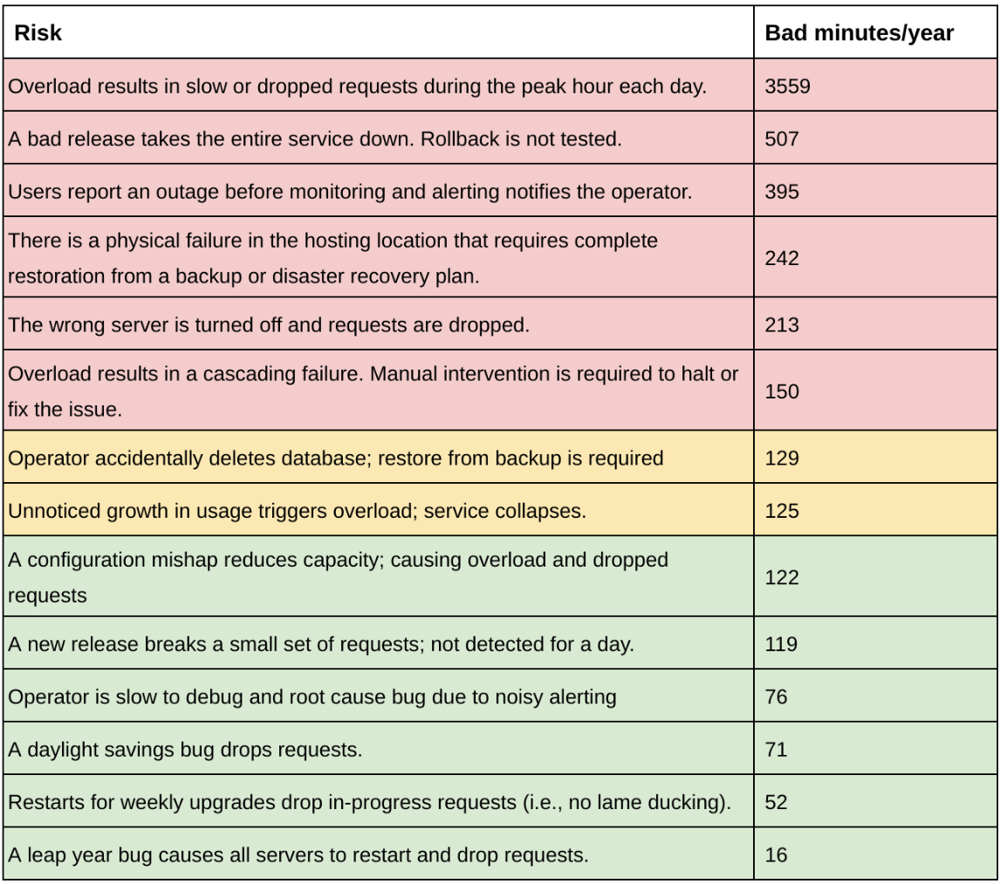 Risk Bad minutes/year
Overload results in slow or dropped requests during the peak hour each day. 3559
A bad release takes the entire service down. Rollback is not tested. 507
Users report an outage before monitoring and alerting notifies the operator. 395
There is a physical failure in the hosting location that requires complete
restoration from a backup or disaster recovery plan.
242
The wrong server is turned off and requests are dropped. 213
Overload results in a cascading failure. Manual intervention is required to halt or
fix the issue.
150
Operator accidentally deletes database; restore from backup is required 129
Unnoticed growth in usage triggers overload; service collapses. 125
A configuration mishap reduces capacity; causing overload and dropped
requests
122
A new release breaks a small set of requests; not detected for a day. 119
Operator is slow to debug and root cause bug due to noisy alerting 76
A daylight savings bug drops requests. 71
Restarts for weekly upgrades drop in-progress requests (i.e., no lame ducking). 52
A leap year bug causes all servers to restart and drop requests. 16